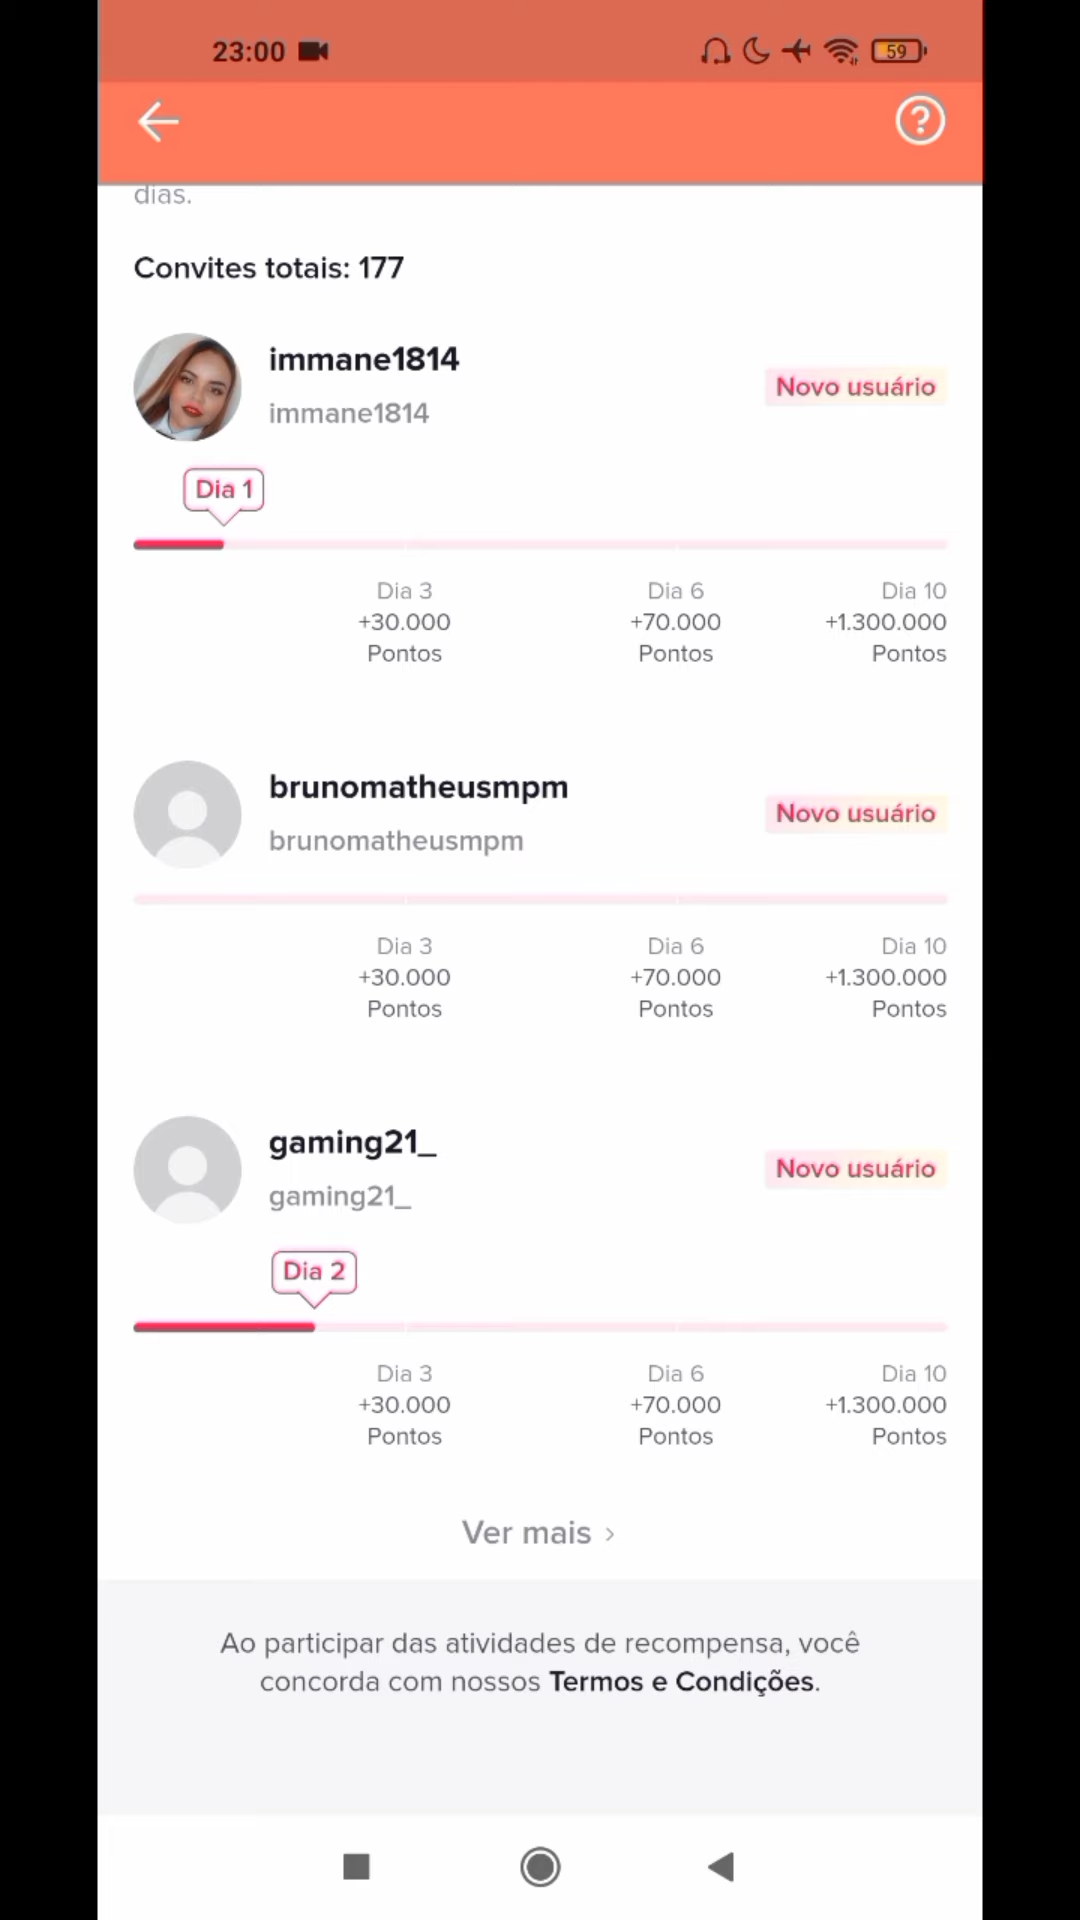 23:00
59
dias.
Convites totais: 177
immane1814
immane1814
Novo usuário
Dia 1
Dia 3
+30.000
Pontos
Dia 6
+70.000
Pontos
Dia 10
+1.300.000
Pontos
brunomatheusmpm
brunomatheusmpm
Novo usuário
Dia 3
+30.000
Pontos
Dia 6
+70.000
Pontos
Dia 10
+1.300.000
Pontos
gaming21_
gaming21_
Novo usuário
Dia 2
Dia 3
+30.000
Pontos
Dia 6
+70.000
Pontos
Dia 10
+1.300.000
Pontos
Ver mais ›
Ao participar das atividades de recompensa, você
concorda com nossos Termos e Condições.